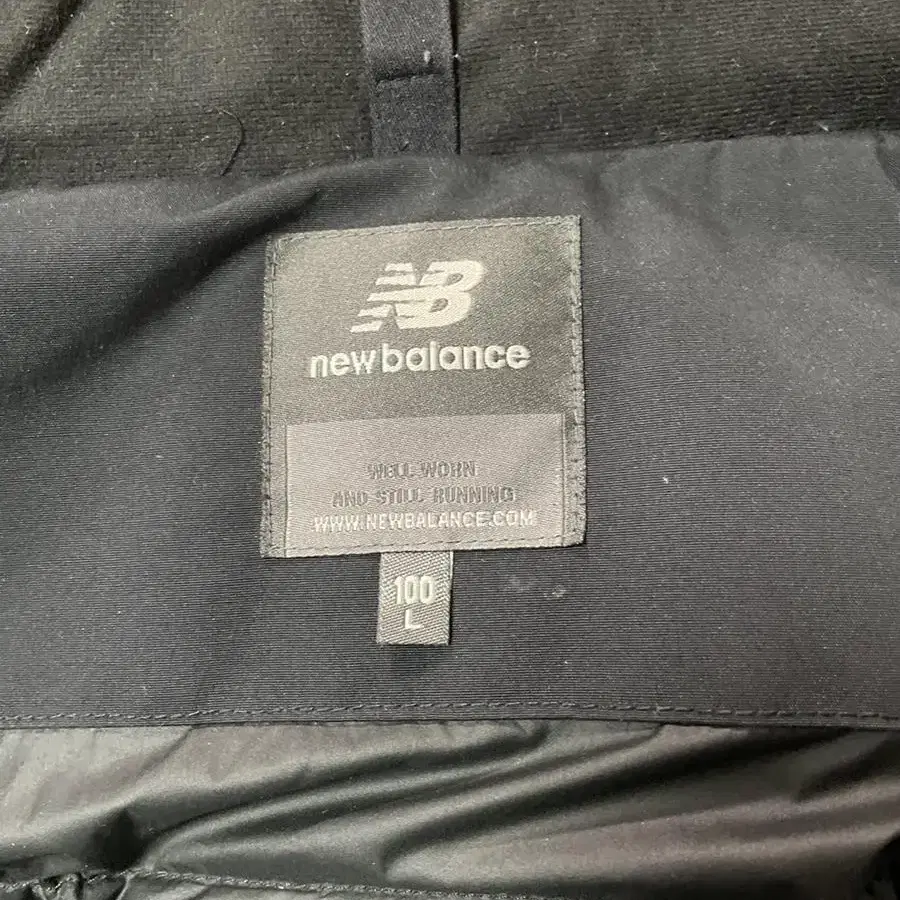 NB
new balance
WELL WORN
AND STILL RUNNING
WWW.NEWBALANCE.COM
100
L